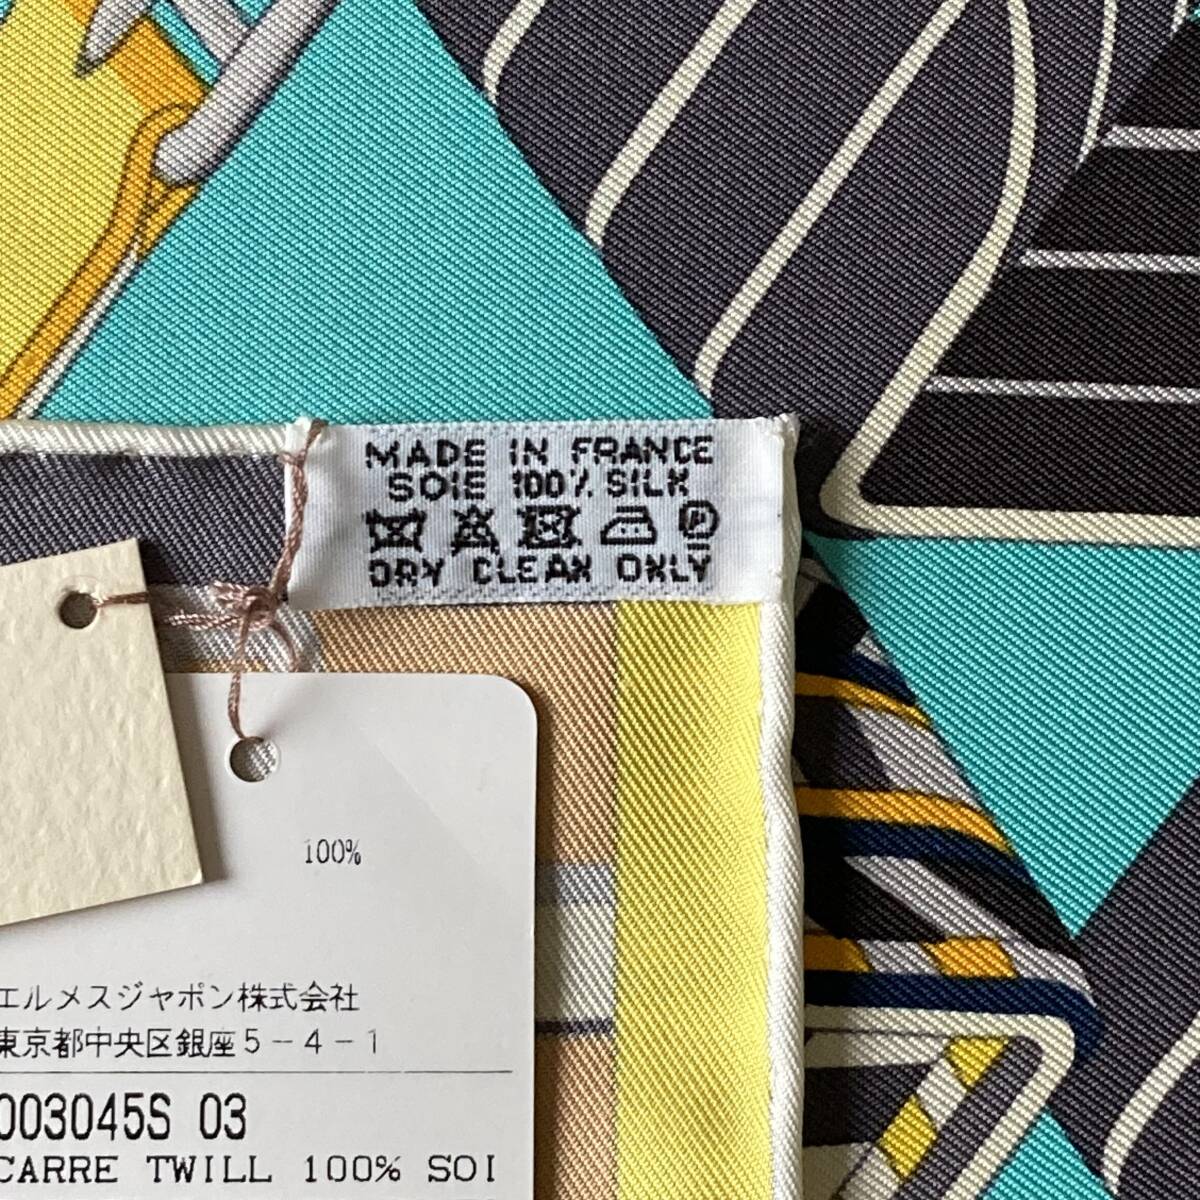 MADE IN FRANCE
SOIE 100% SILK
P
DRY CLEAN ONLY
100%
エルメスジャポン株式会社
東京都中央区銀座5-4-1
003045S 03
CARRE TWILL 100% SOI